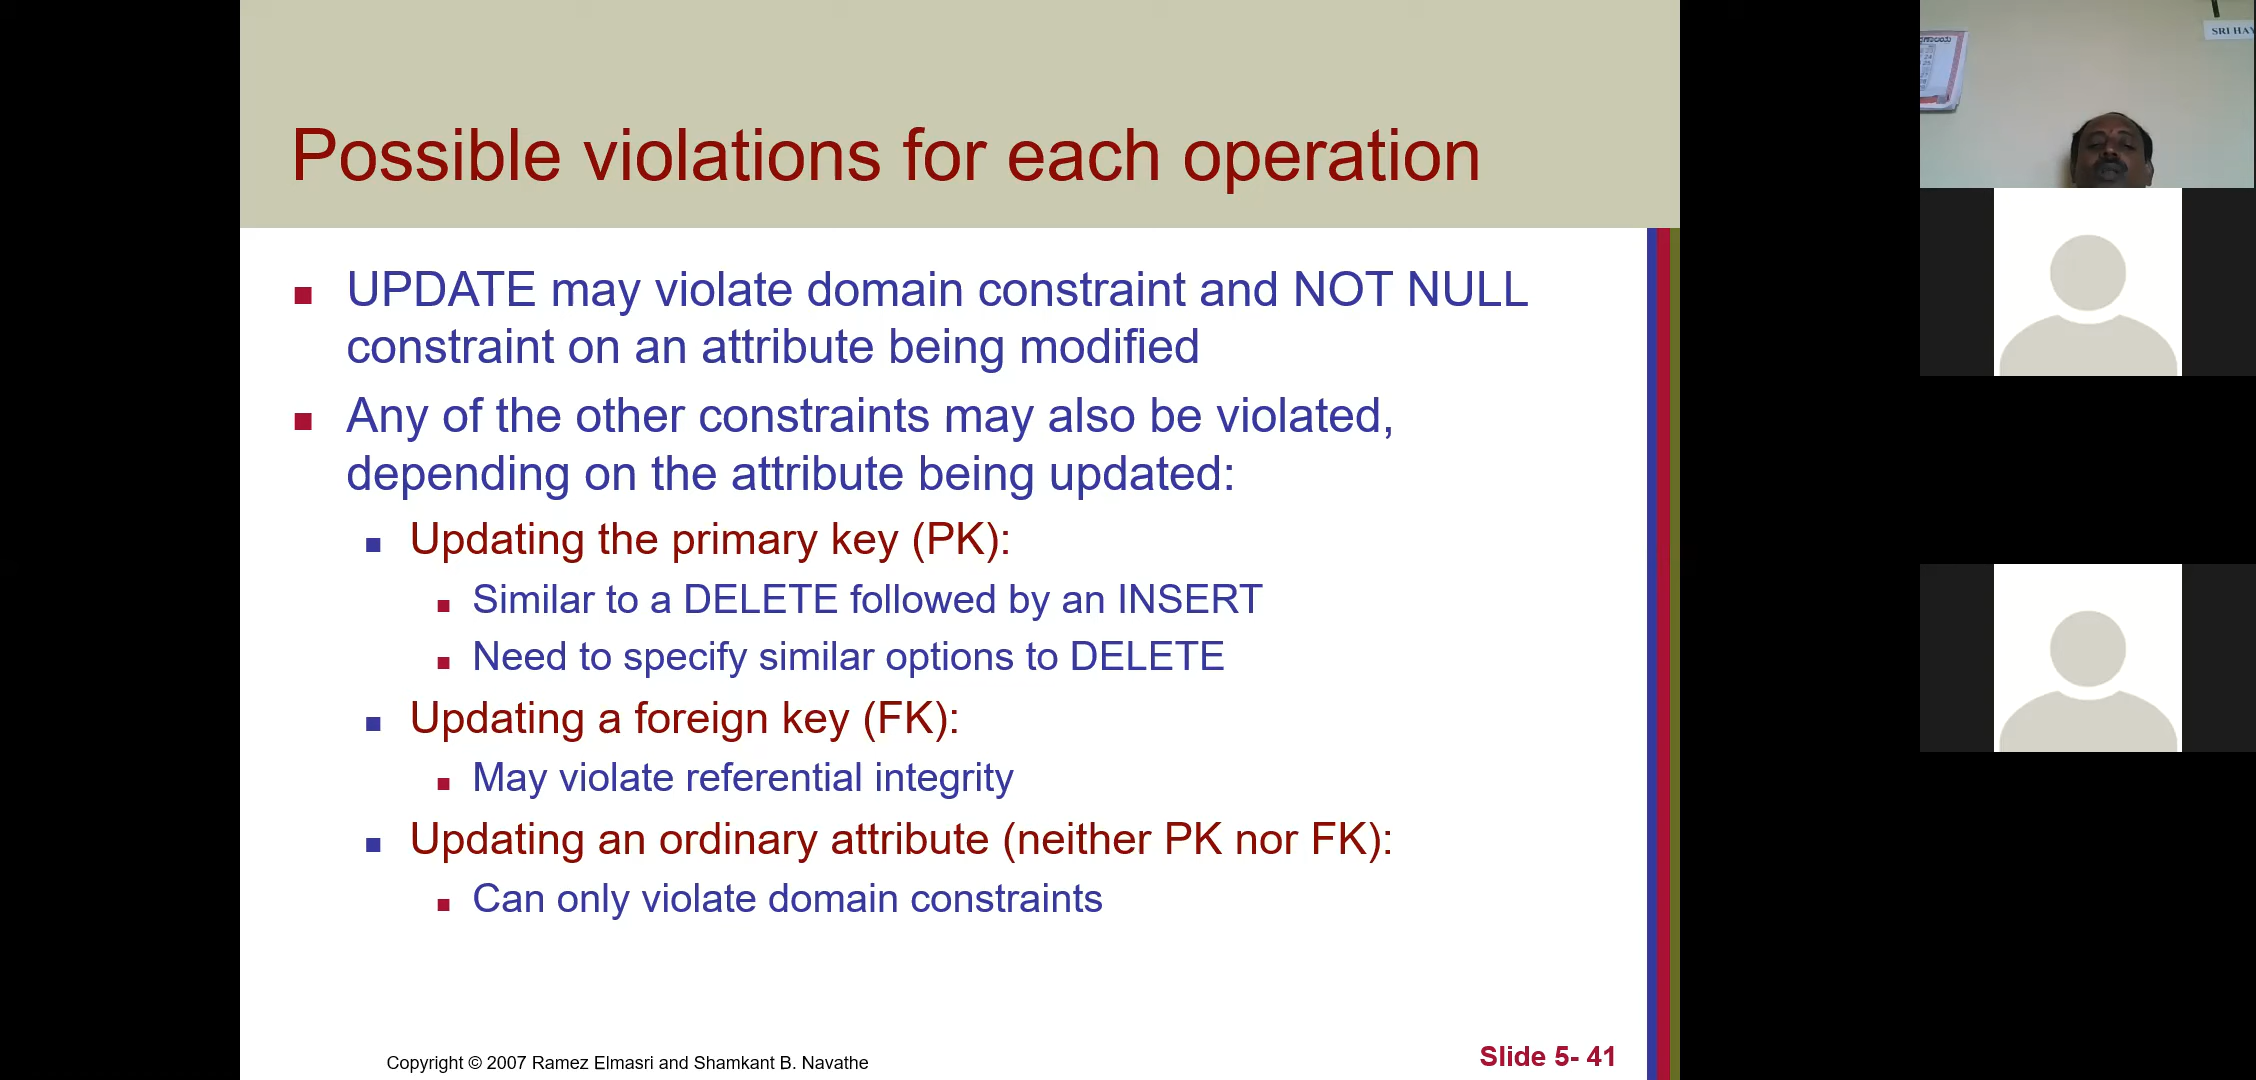 Possible violations for each operation
UPDATE may violate domain constraint and NOT NULL
constraint on an attribute being modified
Any of the other constraints may also be violated,
depending on the attribute being updated:
Updating the primary key (PK):
Similar to a DELETE followed by an INSERT
Need to specify similar options to DELETE
Updating a foreign key (FK):
May violate referential integrity
Updating an ordinary attribute (neither PK nor FK):
Can only violate domain constraints
Copyright © 2007 Ramez Elmasri and Shamkant B. Navathe
Slide 5- 41
SRI HAY